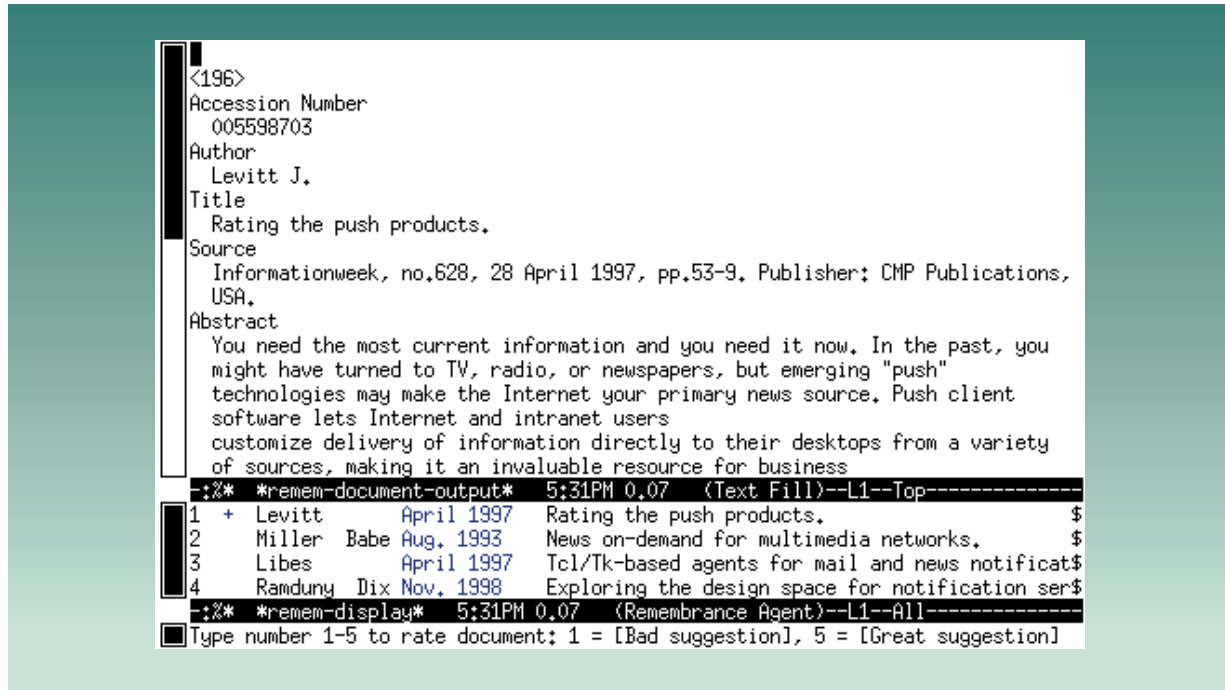 <196>
Accession Number
005598703
Author
Levitt J.
Title
Rating the push products.
Source
Informationweek, no.628, 28 April 1997, pp.53-9. Publisher: CMP Publications,
USA.
Abstract
You need the most current information and you need it now. In the past, you
might have turned to TV, radio, or newspapers, but emerging "push"
technologies may make the Internet your primary news source. Push client
software lets Internet and intranet users
customize delivery of information directly to their desktops from a variety
of sources, making it an invaluable resource for business
-:%* *remem-document-output* 5:31PM 0.07 (Text Fill)--L1--Top---------------
1 + Levitt April 1997 Rating the push products. $
2 Miller Babe Aug. 1993 News on-demand for multimedia networks. $
3 Libes April 1997 Tcl/Tk-based agents for mail and news notificat$
4 Ramduny Dix Nov. 1998 Exploring the design space for notification ser$
-:%* *remem-display* 5:31PM 0.07 (Remembrance Agent)--L1--All---------------
Type number 1-5 to rate document: 1 = [Bad suggestion], 5 = [Great suggestion]